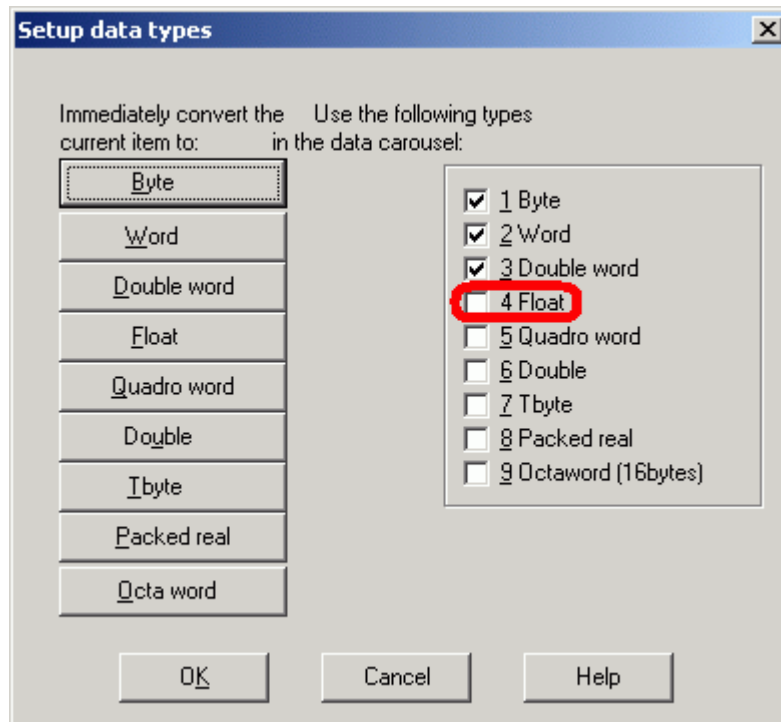 Setup data types
Immediately convert the
current item to:
Use the following types
in the data carousel:
Byte
Word
Double word
Float
Quadro word
Double
Tbyte
Packed real
Octa word
1 Byte
2 Word
3 Double word
4 Float
5 Quadro word
6 Double
7 Tbyte
8 Packed real
9 Octaword (16bytes)
OK
Cancel
Help